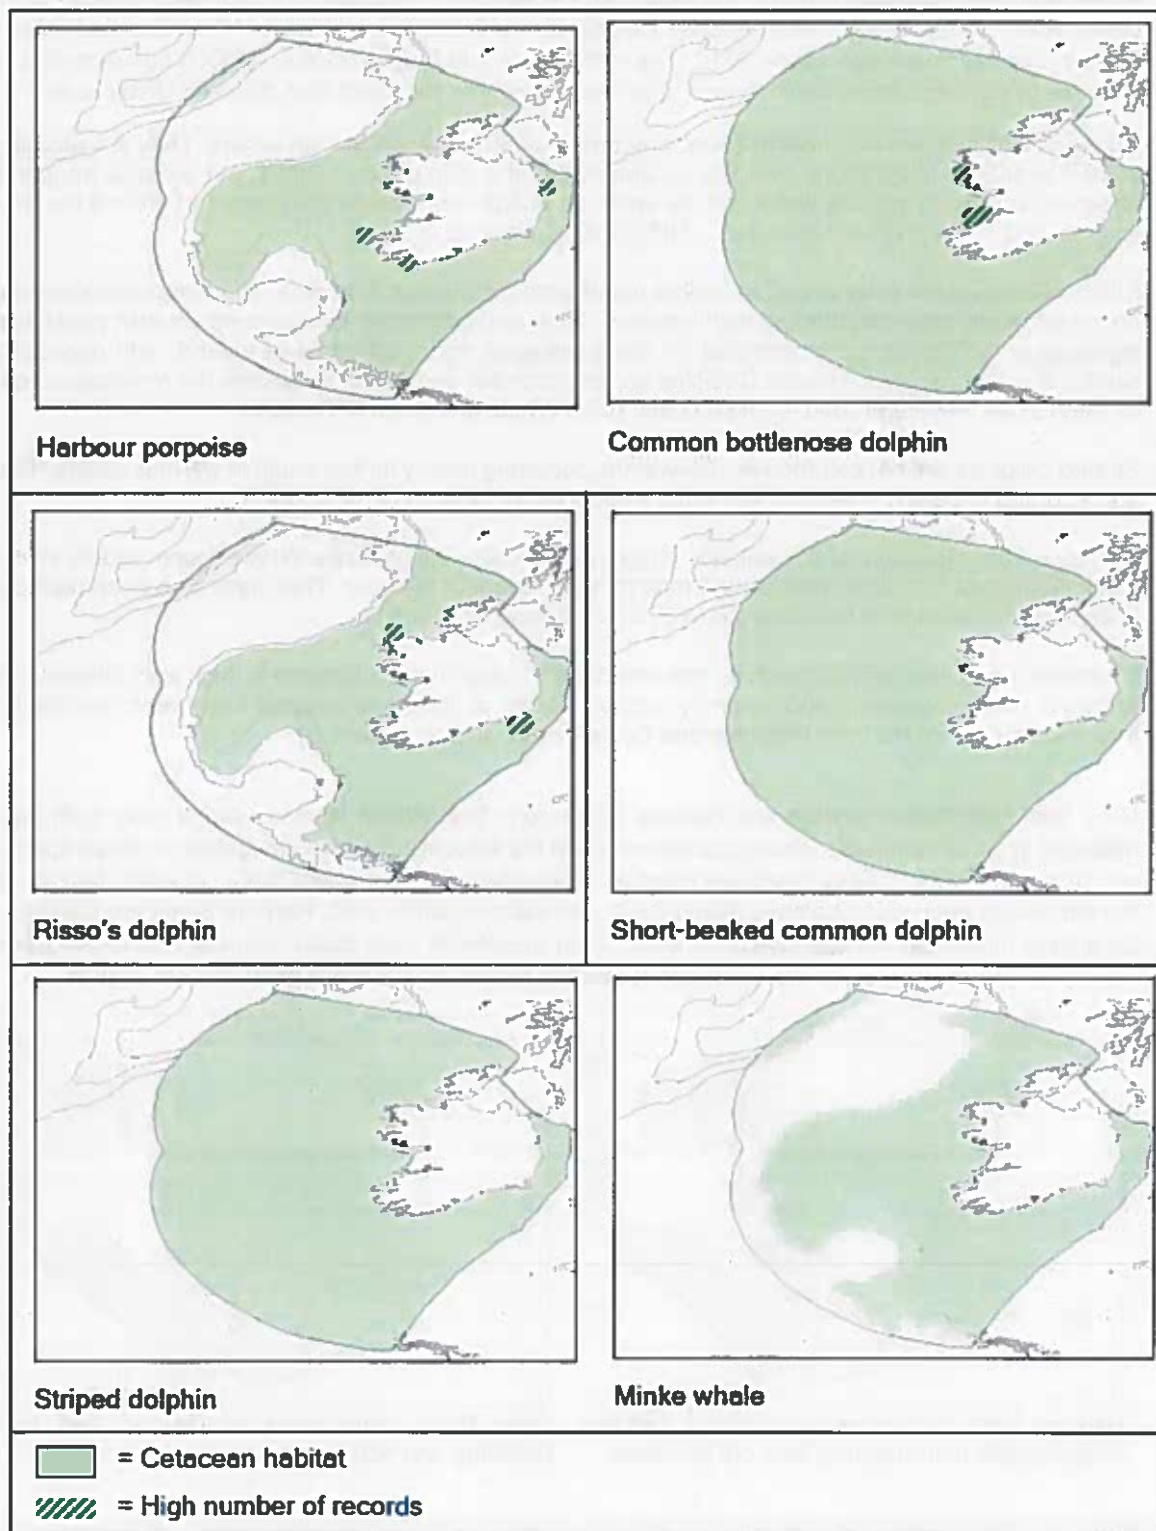 Harbour porpoise
Common bottlenose dolphin
Risso's dolphin
Short-beaked common dolphin
Striped dolphin
Minke whale
= Cetacean habitat
= High number of records